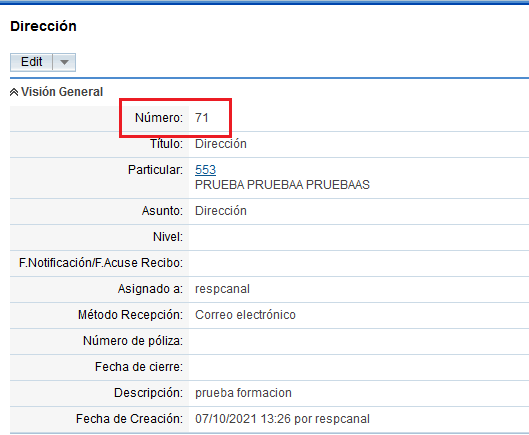 Dirección
Edit
Visión General
Número: 71
Título: Dirección
Particular: 553
PRUEBA PRUEBAA PRUEBAAS
Asunto: Dirección
Nivel:
F.Notificación/F.Acuse Recibo:
Asignado a: respcanal
Método Recepción: Correo electrónico
Número de póliza:
Fecha de cierre:
Descripción: prueba formacion
Fecha de Creación: 07/10/2021 13:26 por respcanal